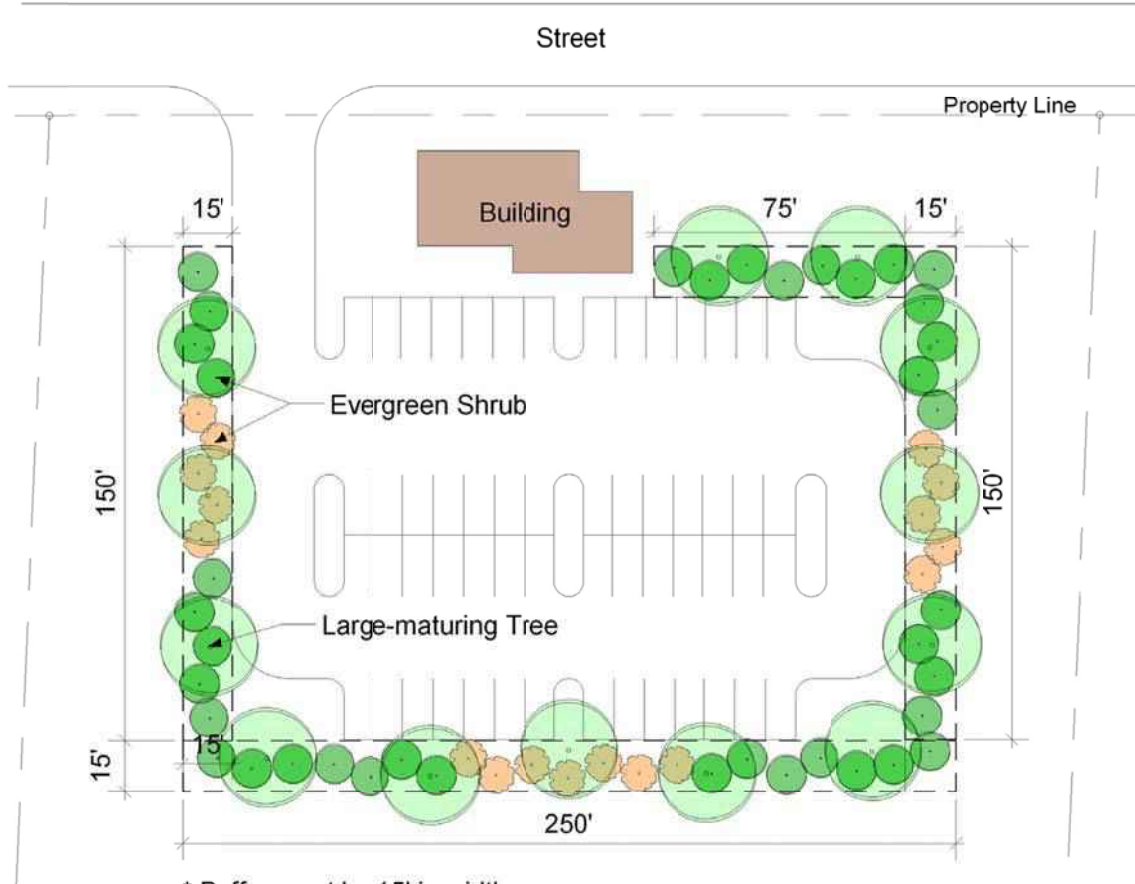 Street
Property Line
15'
Building
75'
15'
Evergreen Shrub
150'
150'
Large-maturing Tree
15'
15'
250'